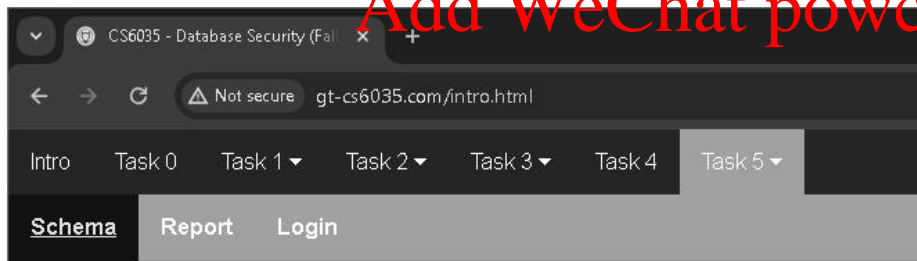 Add WeChat powc
CS6035 - Database Security (Fall
Not secure gt-cs6035.com/intro.html
Intro Task 0 Task 1 Task 2 Task 3 Task 4 Task 5
Schema Report Login